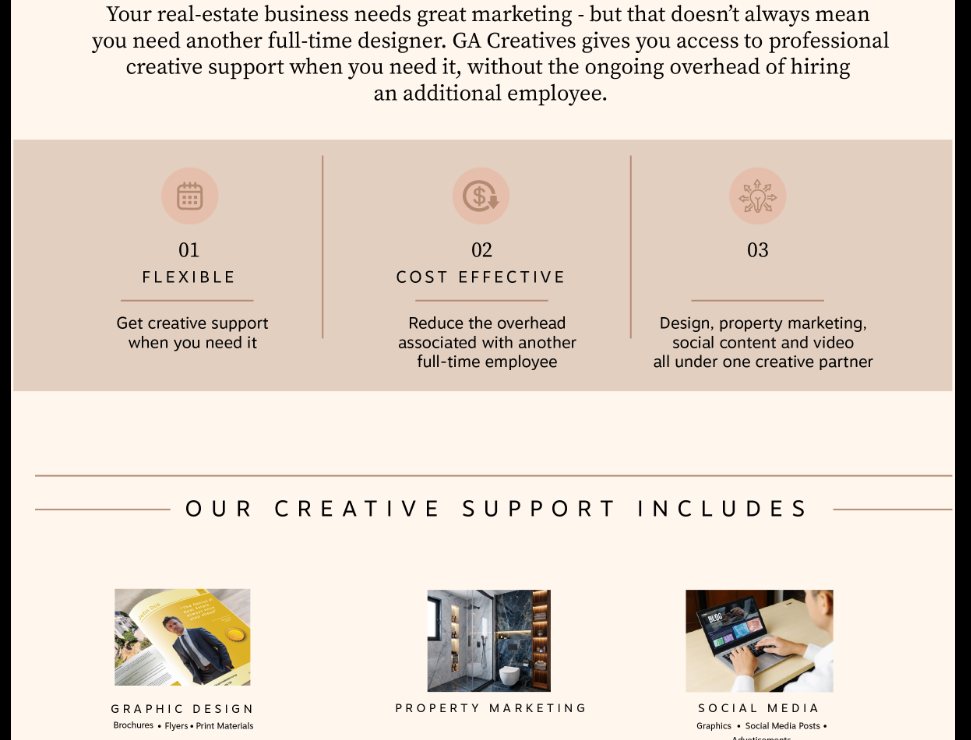 Your real-estate business needs great marketing - but that doesn’t always mean
you need another full-time designer. GA Creatives gives you access to professional
creative support when you need it, without the ongoing overhead of hiring
an additional employee.
01
FLEXIBLE
Get creative support
when you need it
02
COST EFFECTIVE
Reduce the overhead
associated with another
full-time employee
03
Design, property marketing,
social content and video
all under one creative partner
OUR CREATIVE SUPPORT INCLUDES
GRAPHIC DESIGN
Brochures • Flyers • Print Materials
PROPERTY MARKETING
BLOG
SOCIAL MEDIA
Graphics • Social Media Posts •
Advertisements